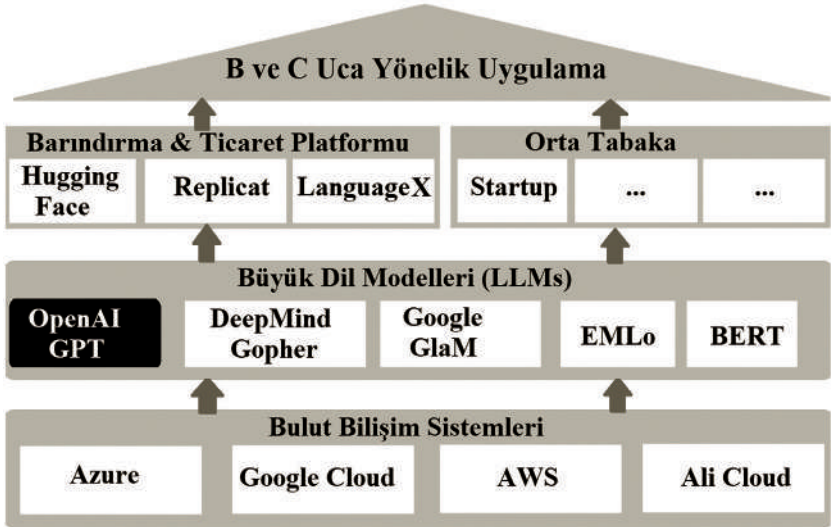 B ve C Uca Yönelik Uygulama
Barındırma & Ticaret Platformu
Hugging
Face
Replicat
LanguageX
Orta Tabaka
Startup
...
...
Büyük Dil Modelleri (LLMs)
OpenAI
GPT
DeepMind
Gopher
Google
GlaM
EMLo
BERT
Bulut Bilişim Sistemleri
Azure
Google Cloud
AWS
Ali Cloud